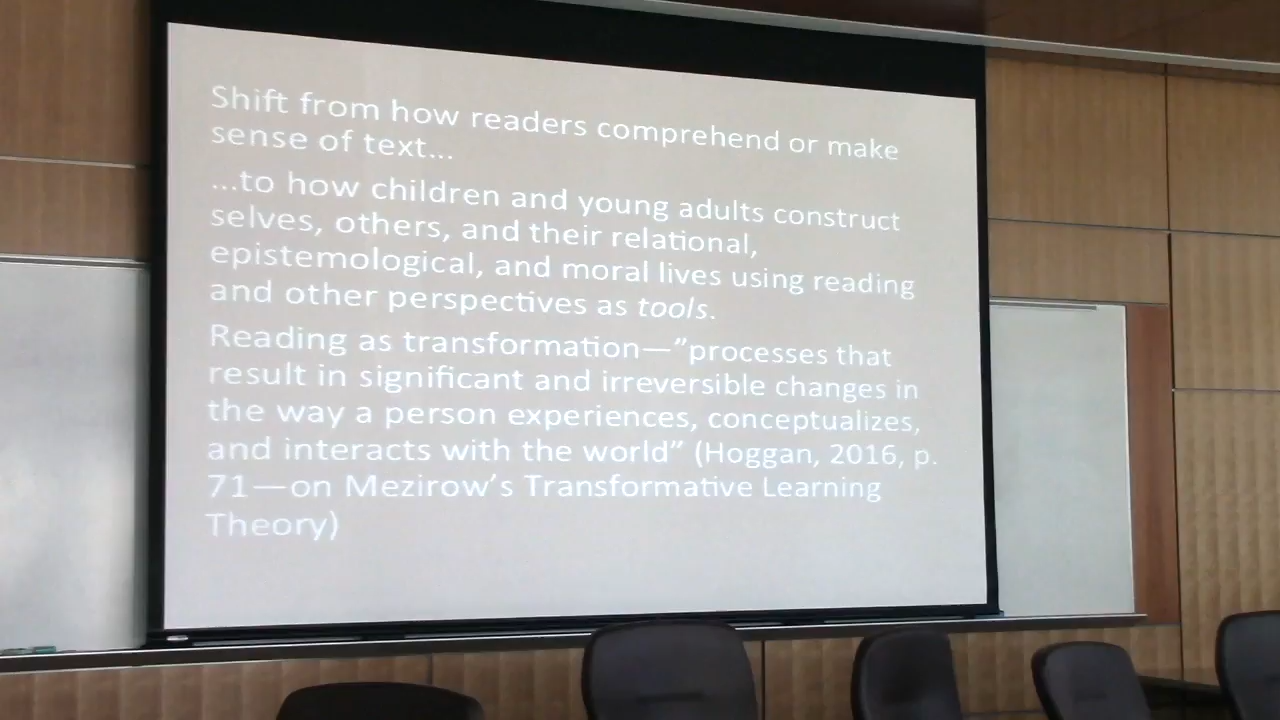 Shift from how readers comprehend or make
sense of text...
...to how children and young adults construct
selves, others, and their relational,
epistemological, and moral lives using reading
and other perspectives as tools.
Reading as transformation—”processes that
result in significant and irreversible changes in
the way a person experiences, conceptualizes,
and interacts with the world” (Hoggan, 2016, p.
71—on Mezirow’s Transformative Learning
Theory)